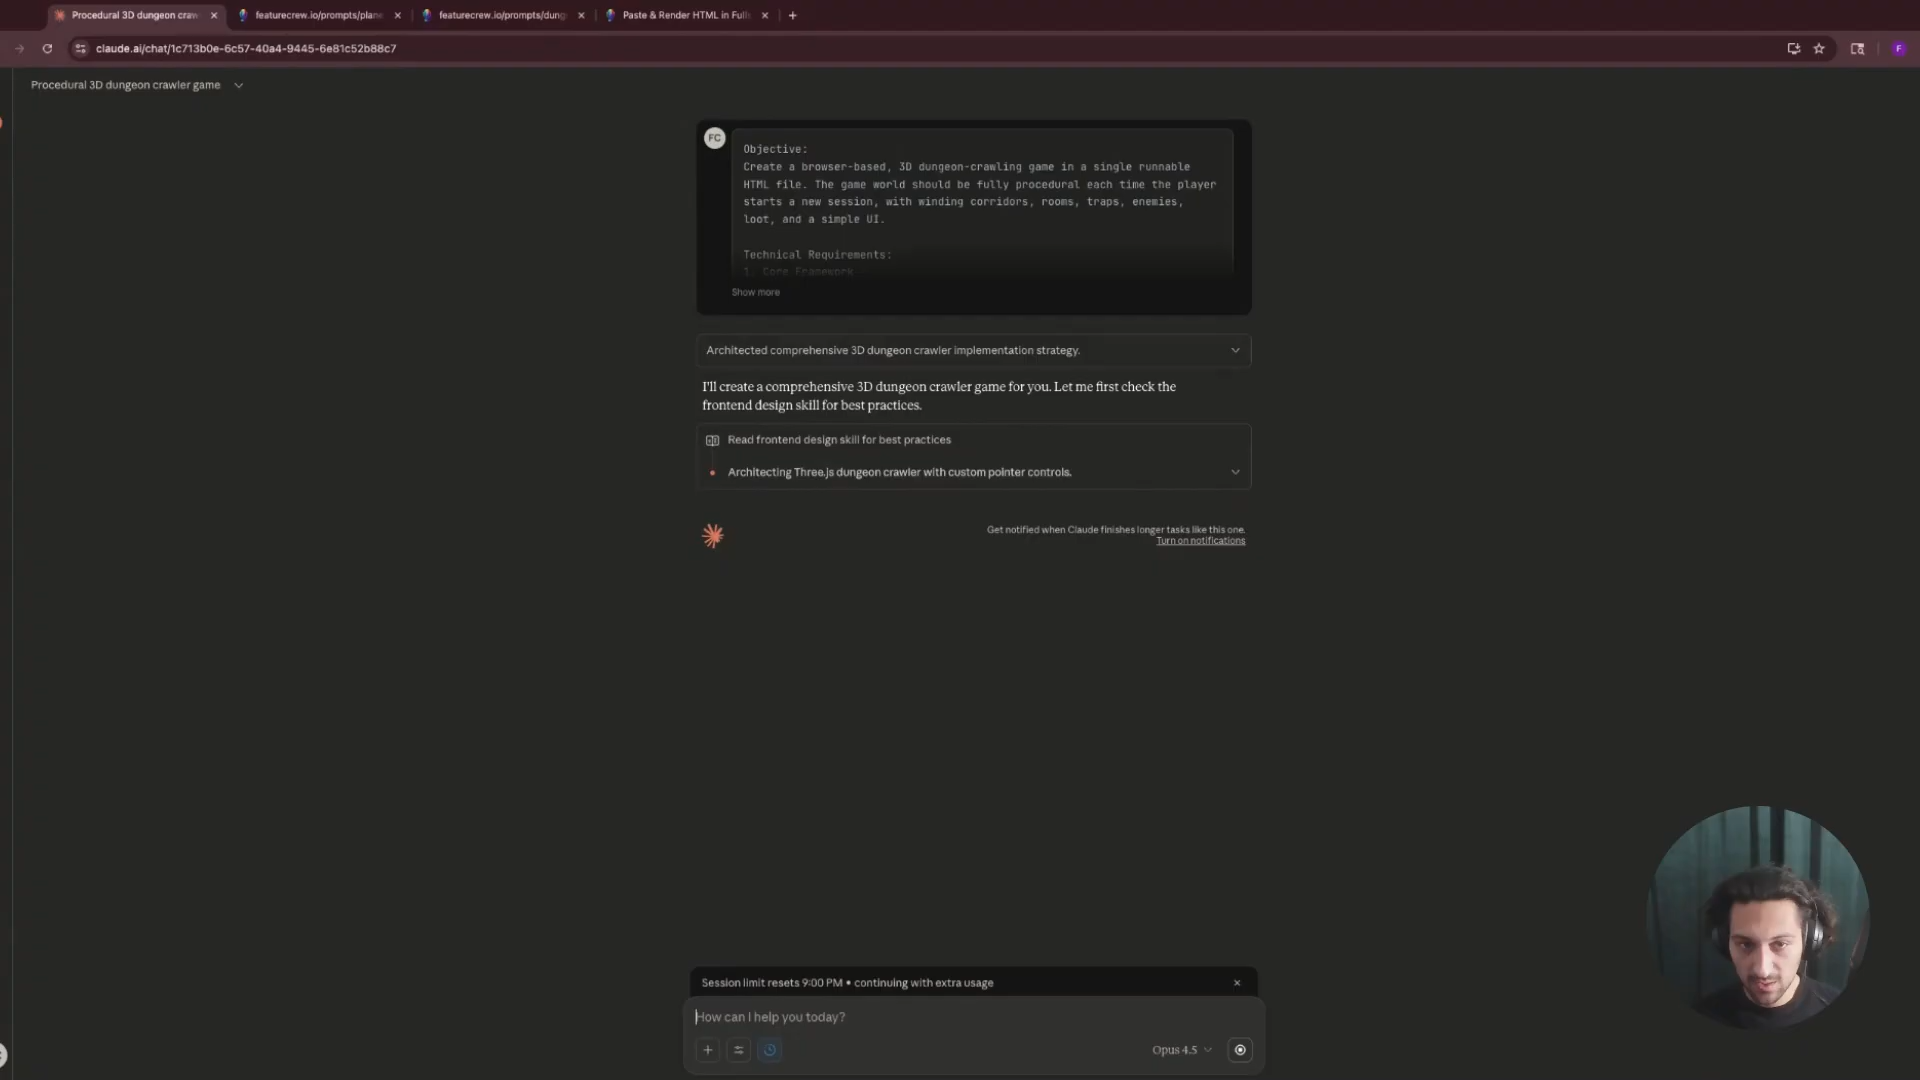 Procedural 3D dungeon craw
featurecrew.io/prompts/plane
featurecrew.io/prompts/dung
Paste & Render HTML in Full
claude.ai/chat/1c713b0e-6c57-40a4-9445-6e81c52b88c7
F
Procedural 3D dungeon crawler game
FC
Objective:
Create a browser-based, 3D dungeon-crawling game in a single runnable
HTML file. The game world should be fully procedural each time the player
starts a new session, with winding corridors, rooms, traps, enemies,
loot, and a simple UI.
Technical Requirements:
1. Core Framework
Show more
Architected comprehensive 3D dungeon crawler implementation strategy.
I'll create a comprehensive 3D dungeon crawler game for you. Let me first check the
frontend design skill for best practices.
Read frontend design skill for best practices
Architecting Three.js dungeon crawler with custom pointer controls.
Get notified when Claude finishes longer tasks like this one.
Turn on notifications
Session limit resets 9:00 PM • continuing with extra usage
How can I help you today?
Opus 4.5